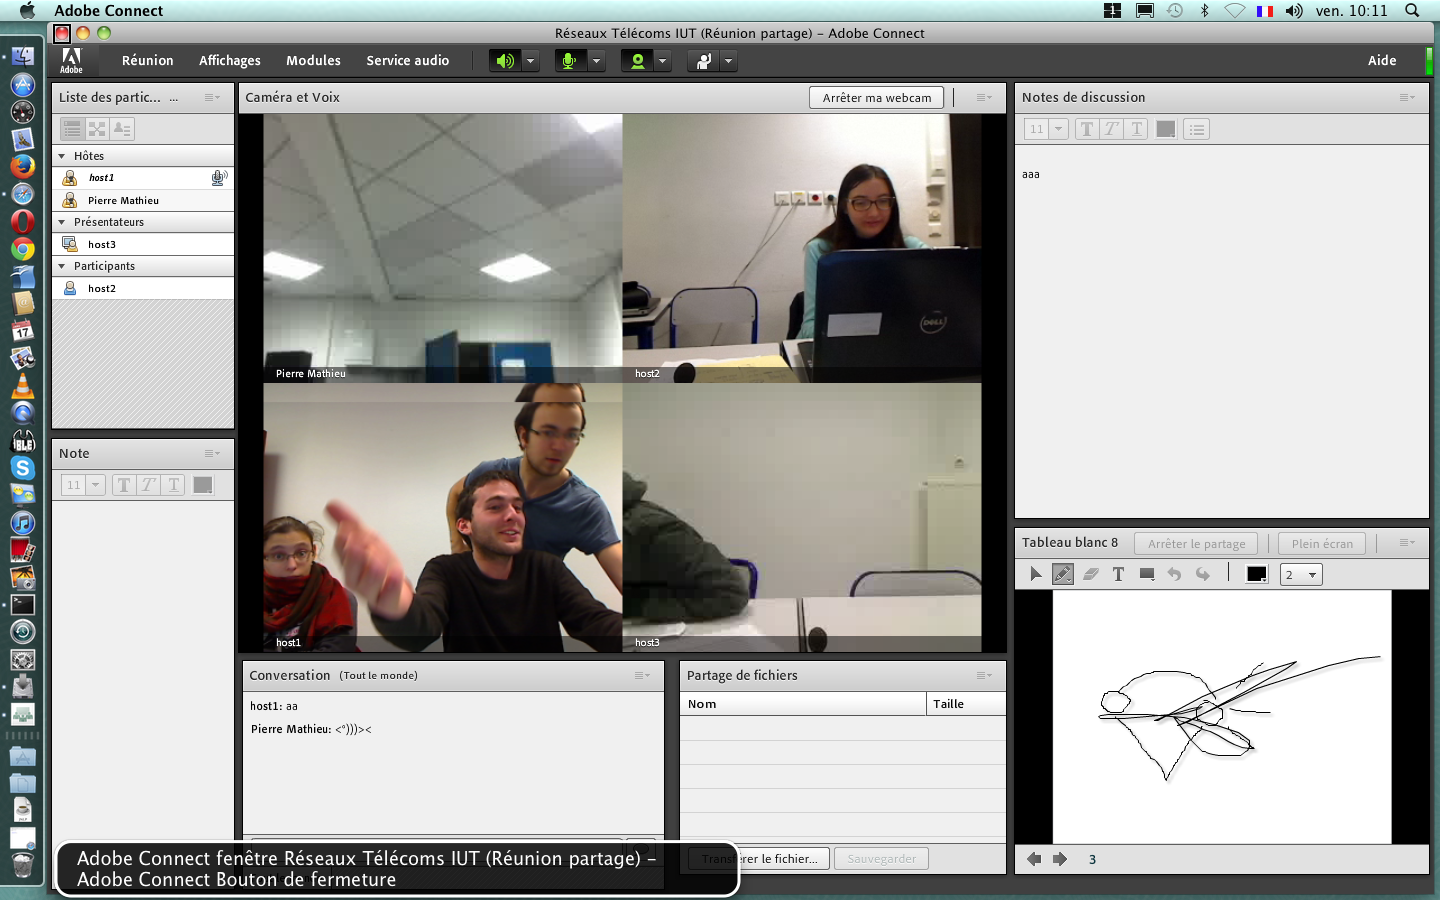 Adobe Connect
1
ven. 10:11
Réseaux Télécoms IUT (Réunion partage) – Adobe Connect
Adobe
Réunion
Affichages
Modules
Service audio
Aide
Liste des partic... ...
Hôtes
host1
Pierre Mathieu
Présentateurs
host3
Participants
host2
Note
11
T T T
Caméra et Voix
Arrêter ma webcam
Pierre Mathieu
host2
DELL
host1
host3
Conversation (Tout le monde)
host1: aa
Pierre Mathieu: <°)))><
Partage de fichiers
Nom
Taille
Transférer le fichier...
Sauvegarder
Notes de discussion
11
T T T
aaa
Tableau blanc 8
Arrêter le partage
Plein écran
T
2
3
17
Adobe Connect fenêtre Réseaux Télécoms IUT (Réunion partage) –
Adobe Connect Bouton de fermeture